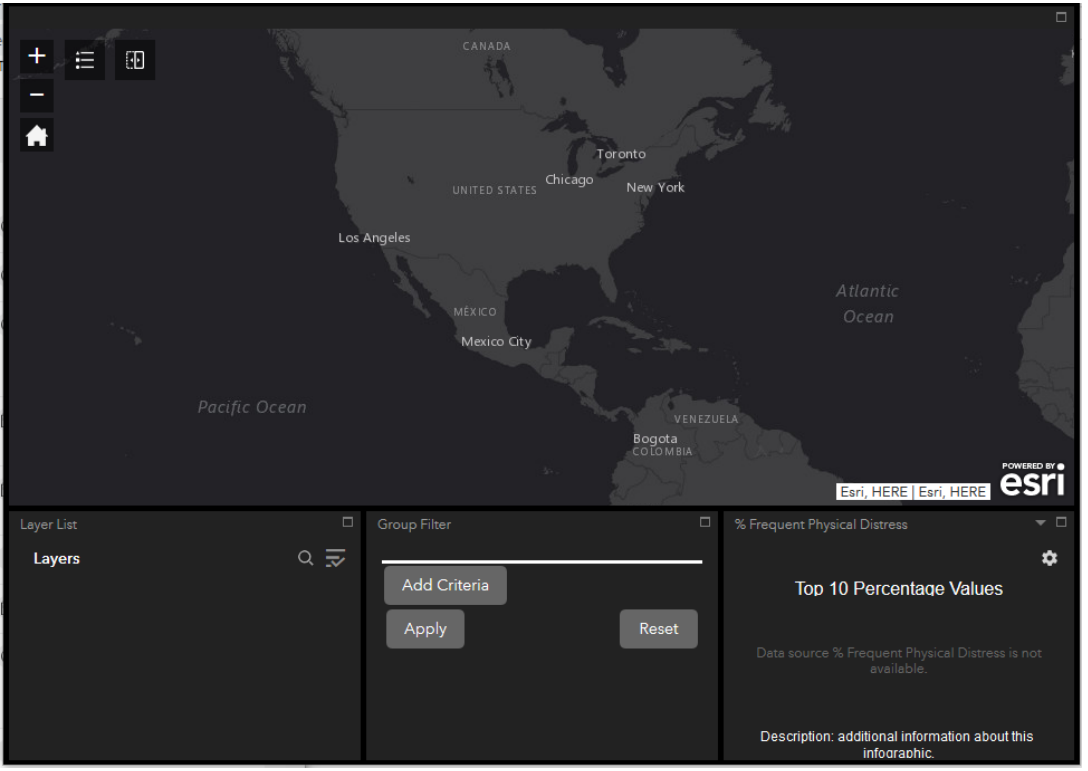 CANADA
Toronto
Chicago
New York
UNITED STATES
Los Angeles
Atlantic
Ocean
MÉXICO
Mexico City
Pacific Ocean
VENEZUELA
Bogota
COLOMBIA
POWERED BY
esri
Esri, HERE | Esri, HERE
Layer List
Group Filter
% Frequent Physical Distress
Layers
Add Criteria
Top 10 Percentage Values
Apply
Reset
Data source % Frequent Physical Distress is not
available.
Description: additional information about this
infographic.